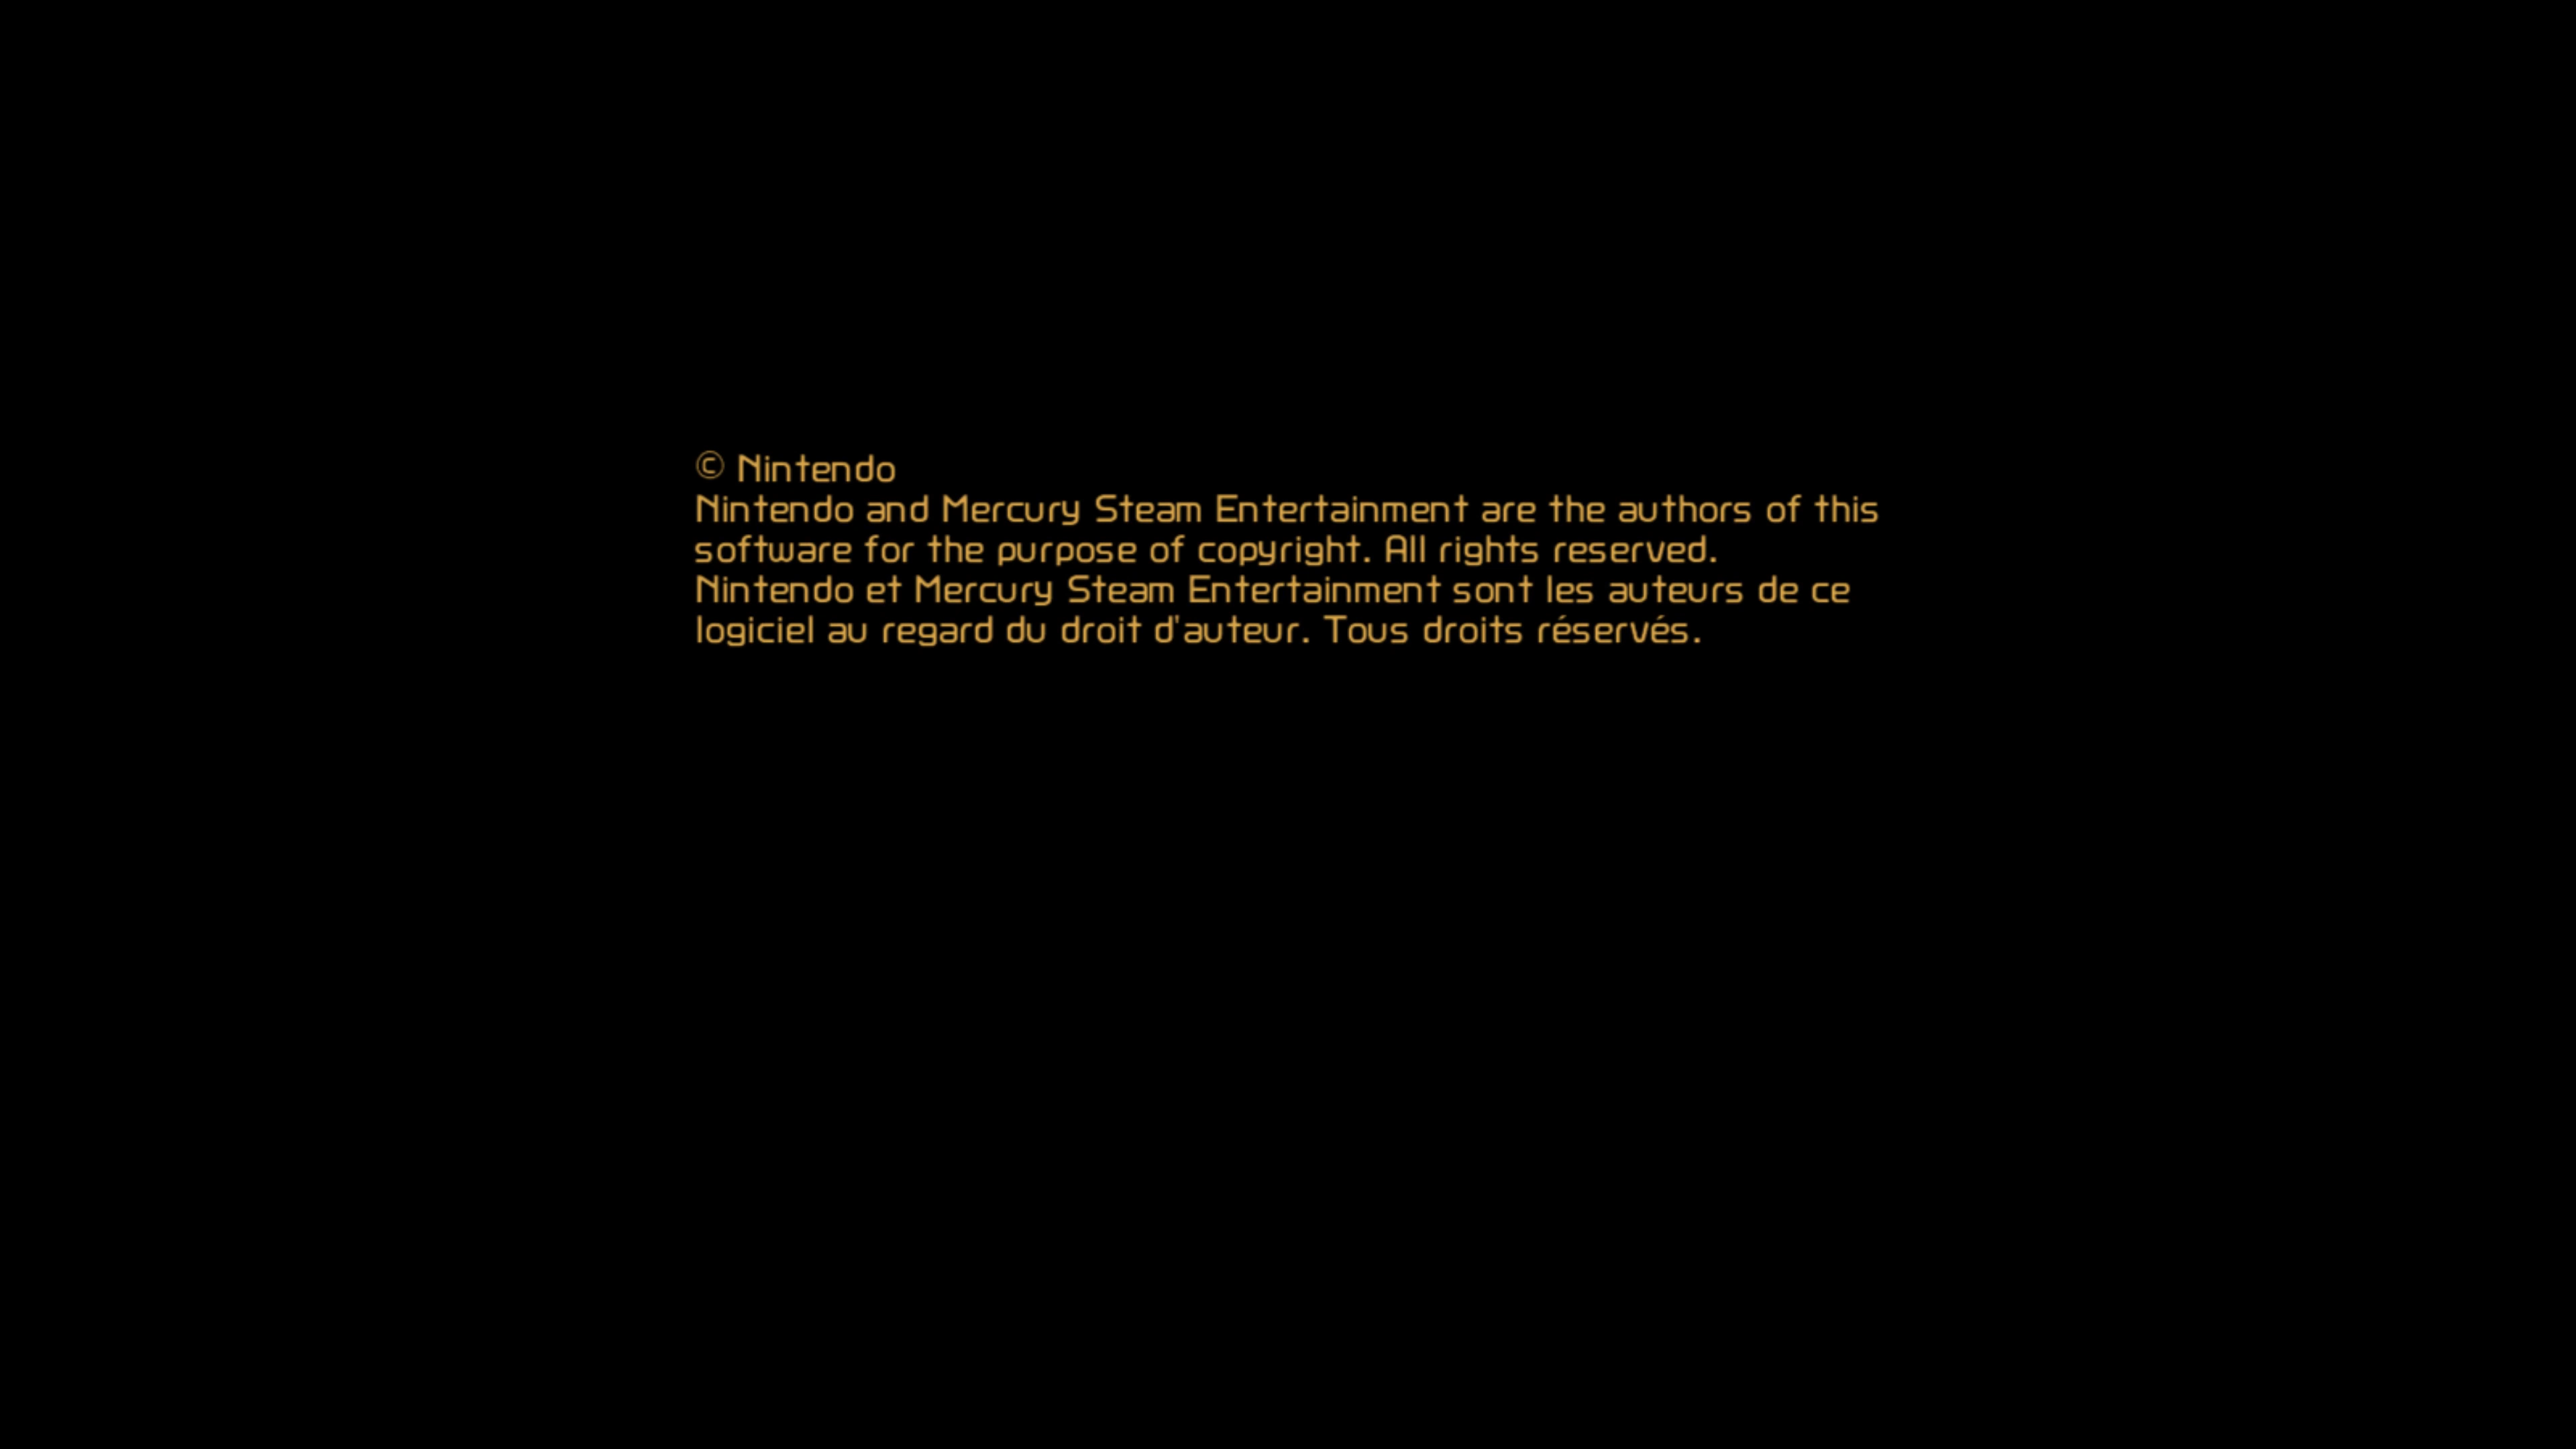 © Nintendo
Nintendo and Mercury Steam Entertainment are the authors of this
software for the purpose of copyright. All rights reserved.
Nintendo et Mercury Steam Entertainment sont les auteurs de ce
logiciel au regard du droit d'auteur. Tous droits réservés.